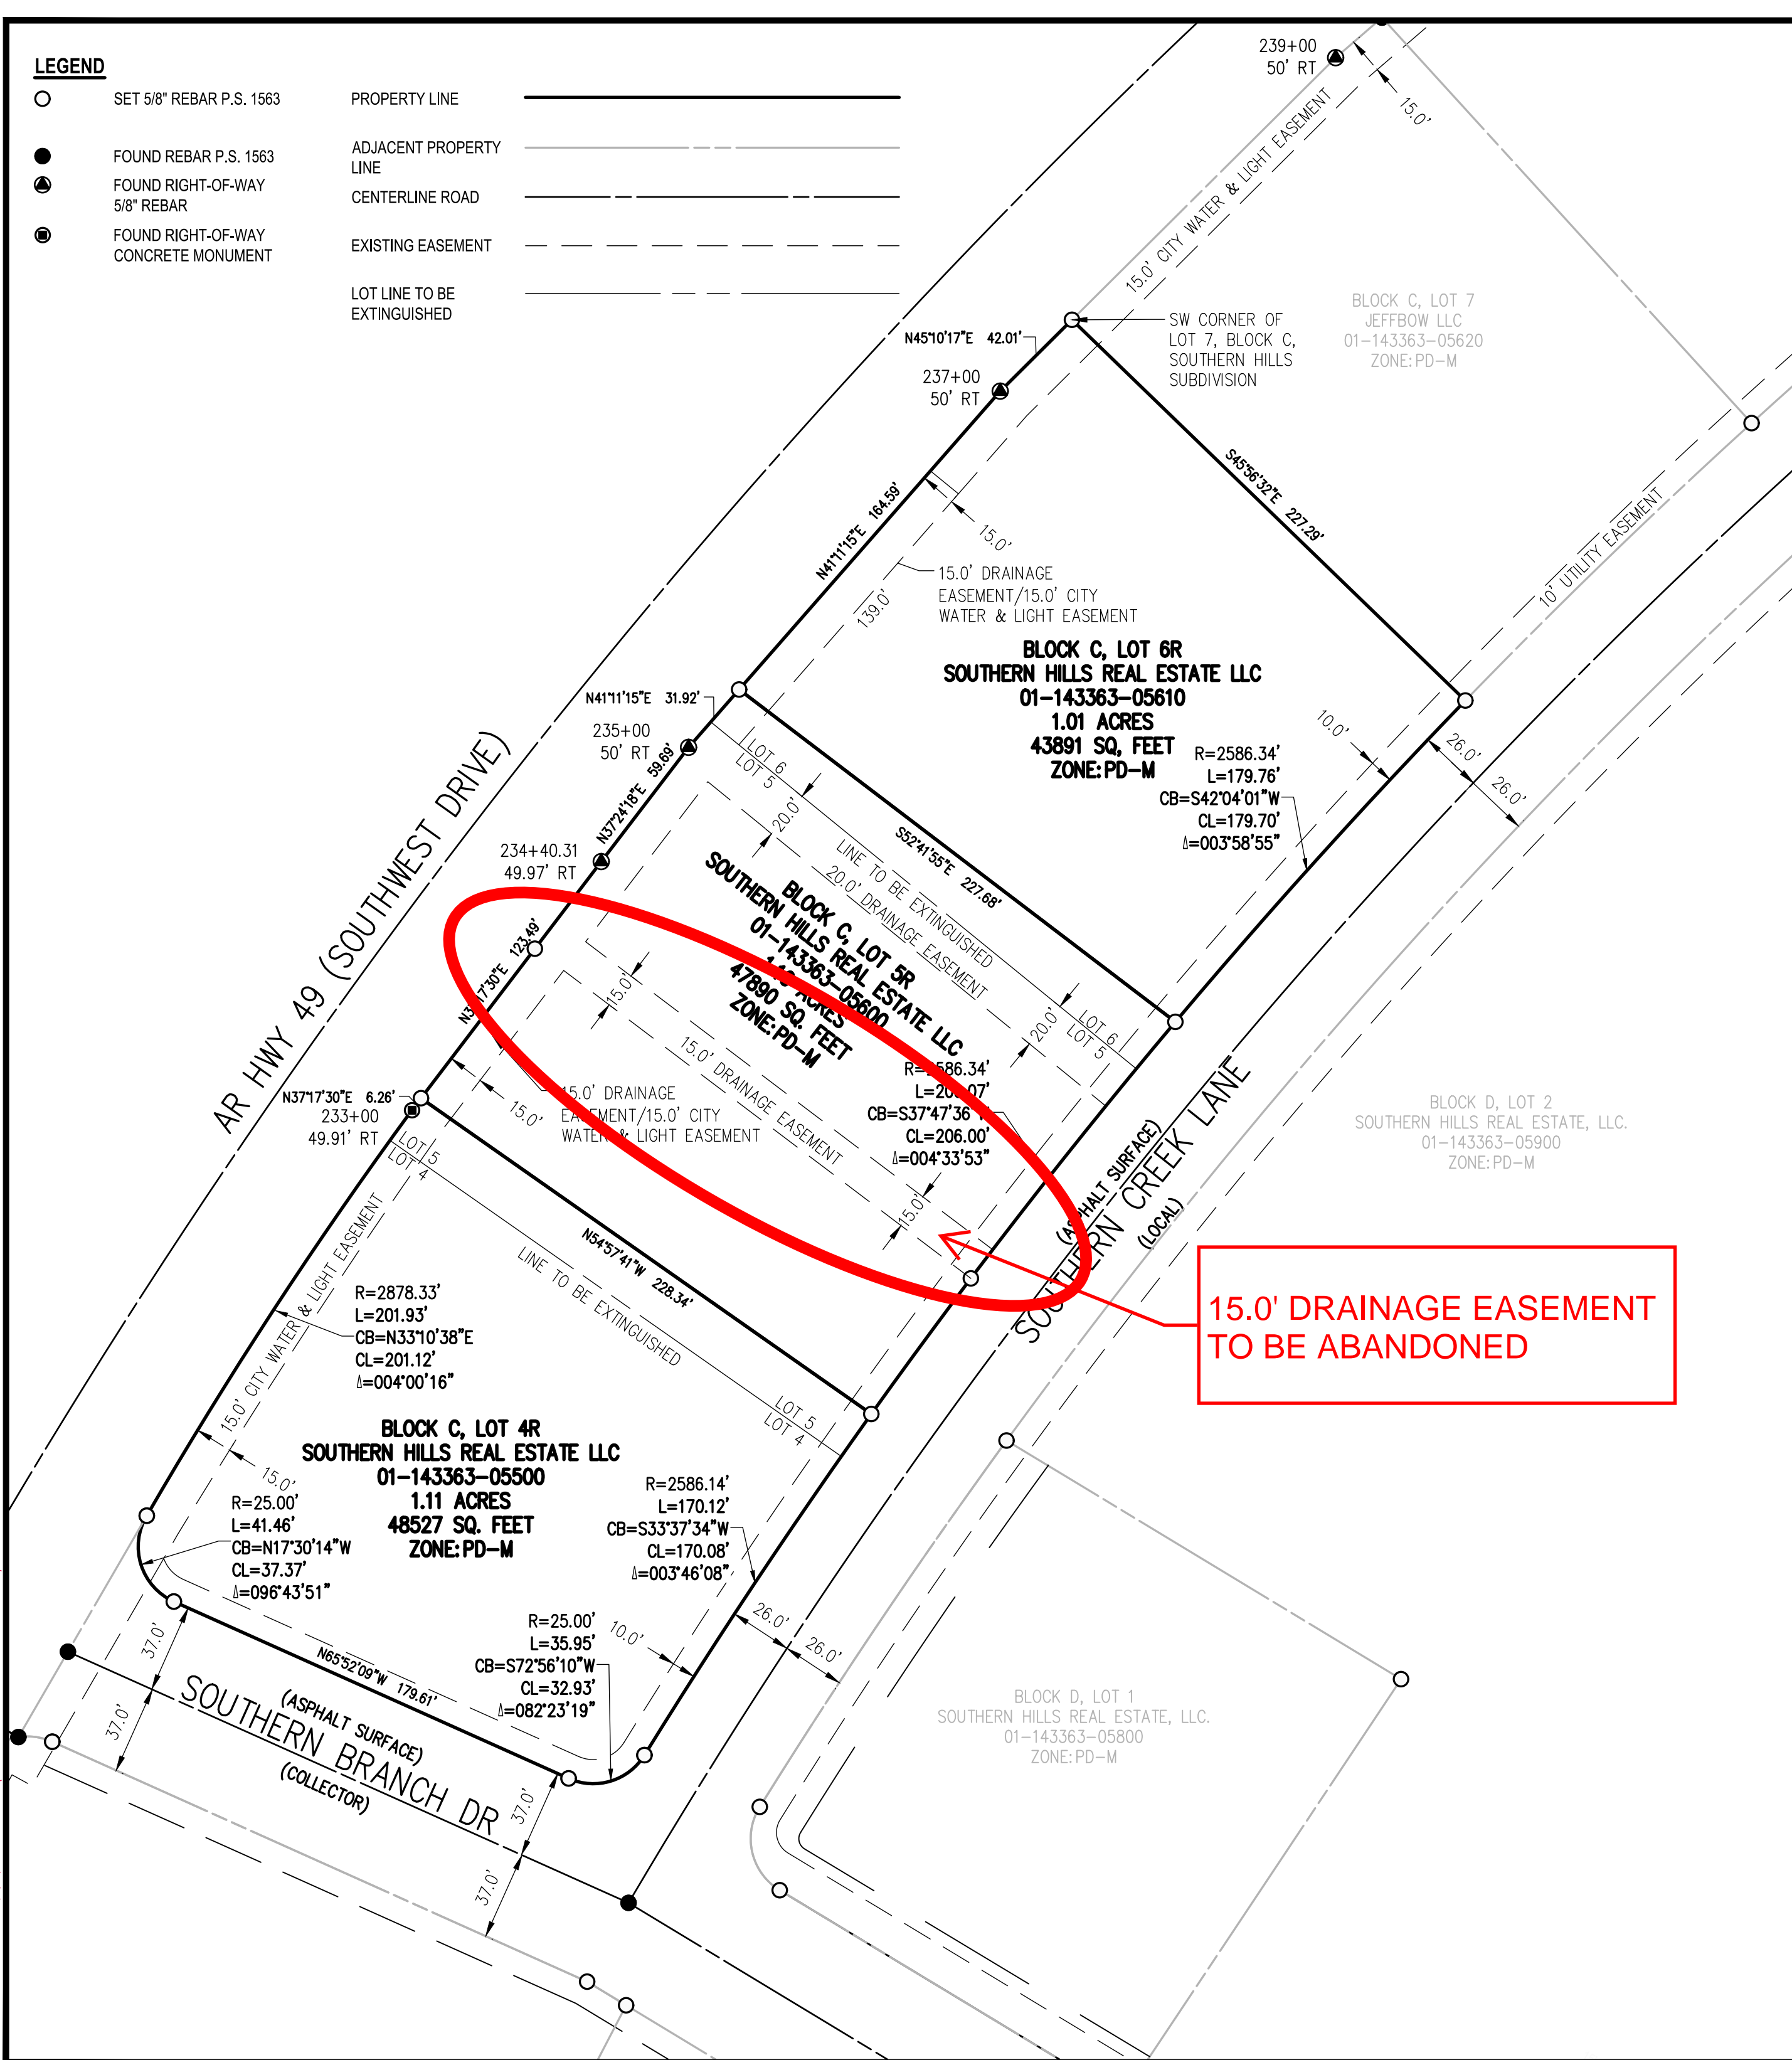 LEGEND
SET 5/8" REBAR P.S. 1563
FOUND REBAR P.S. 1563
FOUND RIGHT-OF-WAY
5/8" REBAR
FOUND RIGHT-OF-WAY
CONCRETE MONUMENT
PROPERTY LINE
ADJACENT PROPERTY
LINE
CENTERLINE ROAD
EXISTING EASEMENT
LOT LINE TO BE
EXTINGUISHED
239+00
50' RT
15.0'
15.0' CITY WATER & LIGHT EASEMENT
BLOCK C, LOT 7
JEFFBOW LLC
01-143363-05620
ZONE: PD-M
SW CORNER OF
LOT 7, BLOCK C,
SOUTHERN HILLS
SUBDIVISION
N45°10'17"E 42.01'
237+00
50' RT
S45°56'32"E 227.29'
10' UTILITY EASEMENT
N41°11'15"E 164.59'
15.0'
139.0'
15.0' DRAINAGE
EASEMENT/15.0' CITY
WATER & LIGHT EASEMENT
BLOCK C, LOT 6R
SOUTHERN HILLS REAL ESTATE LLC
01-143363-05610
1.01 ACRES
43891 SQ, FEET
ZONE: PD-M
R=2586.34'
L=179.76'
CB=S42°04'01"W
CL=179.70'
Δ=003°58'55"
10.0'
26.0'
26.0'
N41°11'15"E 31.92'
235+00
50' RT
N37°24'18"E 59.69'
234+40.31
49.97' RT
LOT 6
LOT 5
20.0'
S52°41'55"E 227.68'
LINE TO BE EXTINGUISHED
20.0' DRAINAGE EASEMENT
BLOCK C, LOT 5R
SOUTHERN HILLS REAL ESTATE LLC
01-143363-05600
ACRES
47890 SQ. FEET
ZONE: PD-M
20.0'
LOT 6
LOT 5
AR HWY 49 (SOUTHWEST DRIVE)
123.49'
15.0'
15.0' DRAINAGE EASEMENT
R=2586.34'
CB=S37°47'36"W
CL=206.00'
Δ=004°33'53"
N37°17'30"E 6.26'
233+00
49.91' RT
15.0'
15.0' DRAINAGE
EASEMENT/15.0' CITY
WATER & LIGHT EASEMENT
15.0'
LOT 5
LOT 4
N54°57'41"W 228.34'
LINE TO BE EXTINGUISHED
LOT 5
LOT 4
(ASPHALT SURFACE)
SOUTHERN CREEK LANE
(LOCAL)
BLOCK D, LOT 2
SOUTHERN HILLS REAL ESTATE, LLC.
01-143363-05900
ZONE: PD-M
15.0' DRAINAGE EASEMENT
TO BE ABANDONED
15.0' CITY WATER & LIGHT EASEMENT
R=2878.33'
L=201.93'
CB=N33°10'38"E
CL=201.12'
Δ=004°00'16"
15.0'
BLOCK C, LOT 4R
SOUTHERN HILLS REAL ESTATE LLC
01-143363-05500
1.11 ACRES
48527 SQ. FEET
ZONE: PD-M
R=25.00'
L=41.46'
CB=N17°30'14"W
CL=37.37'
Δ=096°43'51"
R=2586.14'
L=170.12'
CB=S33°37'34"W
CL=170.08'
Δ=003°46'08"
R=25.00'
L=35.95'
CB=S72°56'10"W
CL=32.93'
Δ=082°23'19"
10.0'
26.0'
26.0'
N65°52'09"W 179.61'
37.0'
37.0'
(ASPHALT SURFACE)
SOUTHERN BRANCH DR
(COLLECTOR)
37.0'
37.0'
BLOCK D, LOT 1
SOUTHERN HILLS REAL ESTATE, LLC.
01-143363-05800
ZONE: PD-M